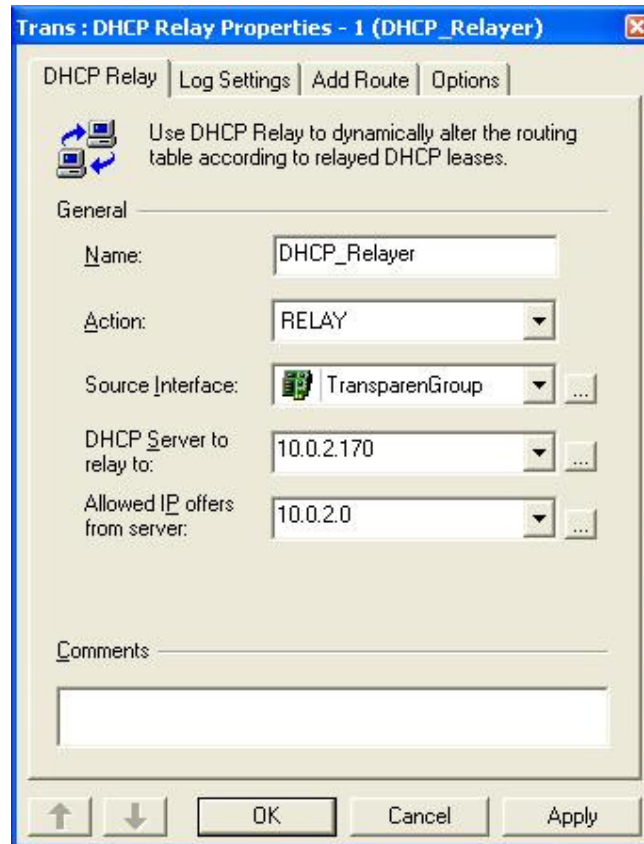 Trans : DHCP Relay Properties - 1 (DHCP_Relayer)
DHCP Relay Log Settings Add Route Options
Use DHCP Relay to dynamically alter the routing
table according to relayed DHCP leases.
General
Name: DHCP_Relayer
Action: RELAY
Source Interface: TransparenGroup ...
DHCP Server to
relay to: 10.0.2.170 ...
Allowed IP offers
from server: 10.0.2.0 ...
Comments
OK Cancel Apply